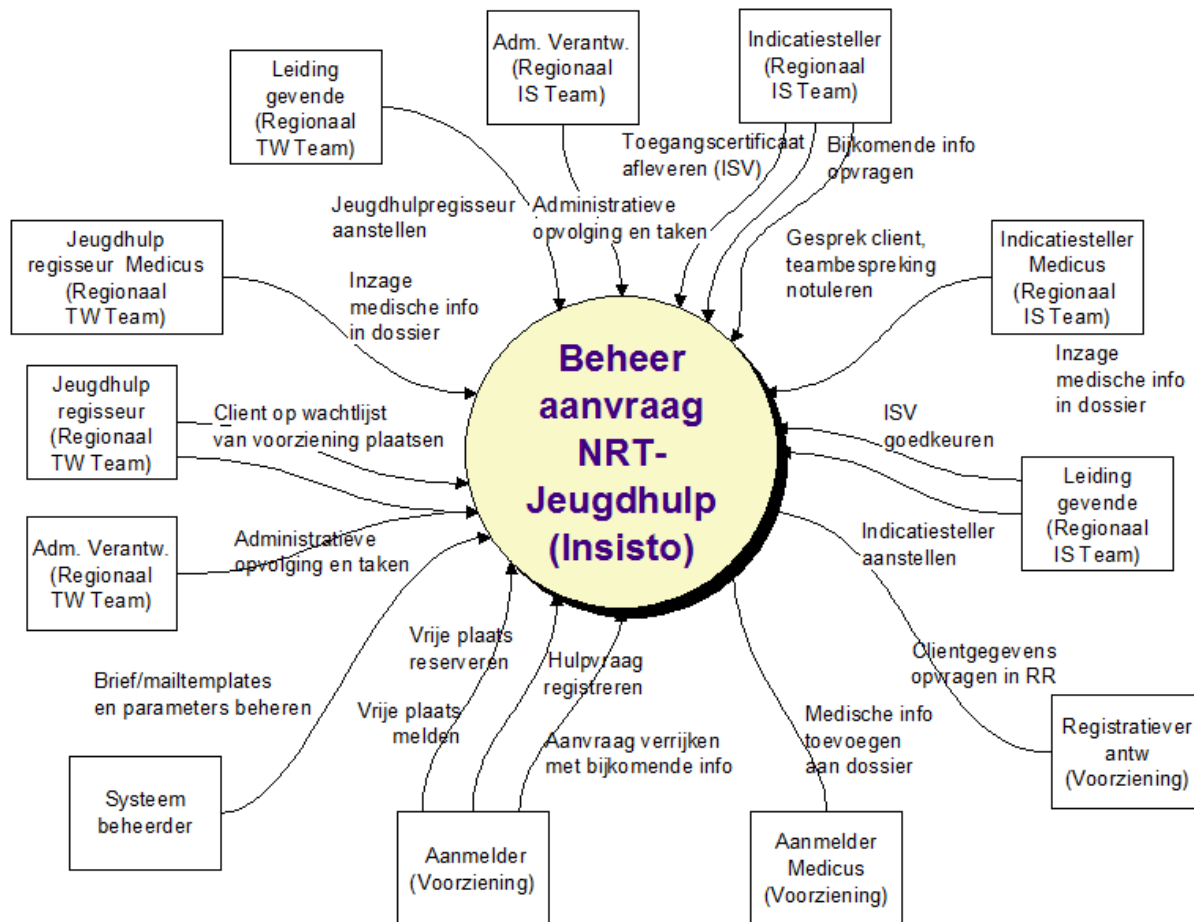 Adm. Verantw.
(Regionaal
IS Team)
Indicatiesteller
(Regionaal
IS Team)
Leiding
gevende
(Regionaal
TW Team)
Toegangscertificaat
afleveren (ISV)
Bijkomende info
opvragen
Jeugdhulpregisseur
aanstellen
Administratieve
opvolging en taken
Jeugdhulp
regisseur Medicus
(Regionaal
TW Team)
Gesprek client,
teambespreking
notuleren
Indicatiesteller
Medicus
(Regionaal
IS Team)
Inzage
medische info
in dossier
Beheer
aanvraag
NRT-
Jeugdhulp
(Insisto)
Inzage
medische info
in dossier
Jeugdhulp
regisseur
(Regionaal
TW Team)
Client op wachtlijst
van voorziening plaatsen
ISV
goedkeuren
Leiding
gevende
(Regionaal
IS Team)
Adm. Verantw.
(Regionaal
TW Team)
Administratieve
opvolging en taken
Indicatiesteller
aanstellen
Vrije plaats
reserveren
Hulpvraag
registreren
Clientgegevens
opvragen in RR
Brief/mailtemplates
en parameters beheren
Vrije plaats
melden
Aanvraag verrijken
met bijkomende info
Medische info
toevoegen
aan dossier
Registratiever
antw
(Voorziening)
Systeem
beheerder
Aanmelder
(Voorziening)
Aanmelder
Medicus
(Voorziening)